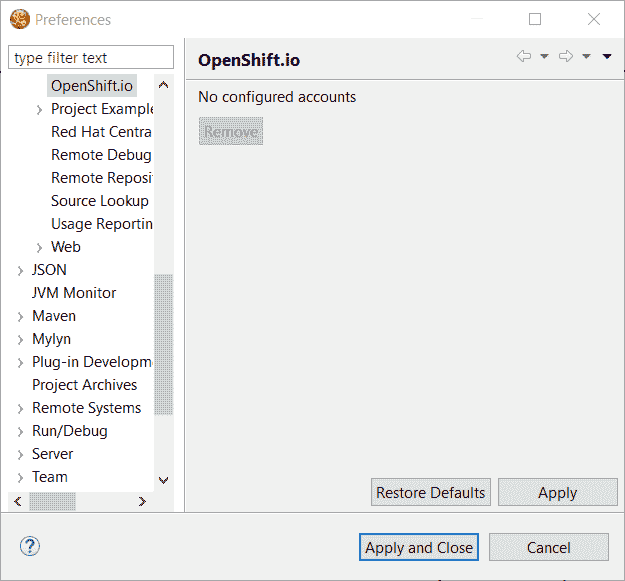 Preferences
type filter text
OpenShift.io
Project Example
Red Hat Centra
Remote Debug
Remote Reposi
Source Lookup
Usage Reportin
Web
JSON
JVM Monitor
Maven
Mylyn
Plug-in Developm
Project Archives
Remote Systems
Run/Debug
Server
Team
OpenShift.io
No configured accounts
Remove
Restore Defaults
Apply
Apply and Close
Cancel